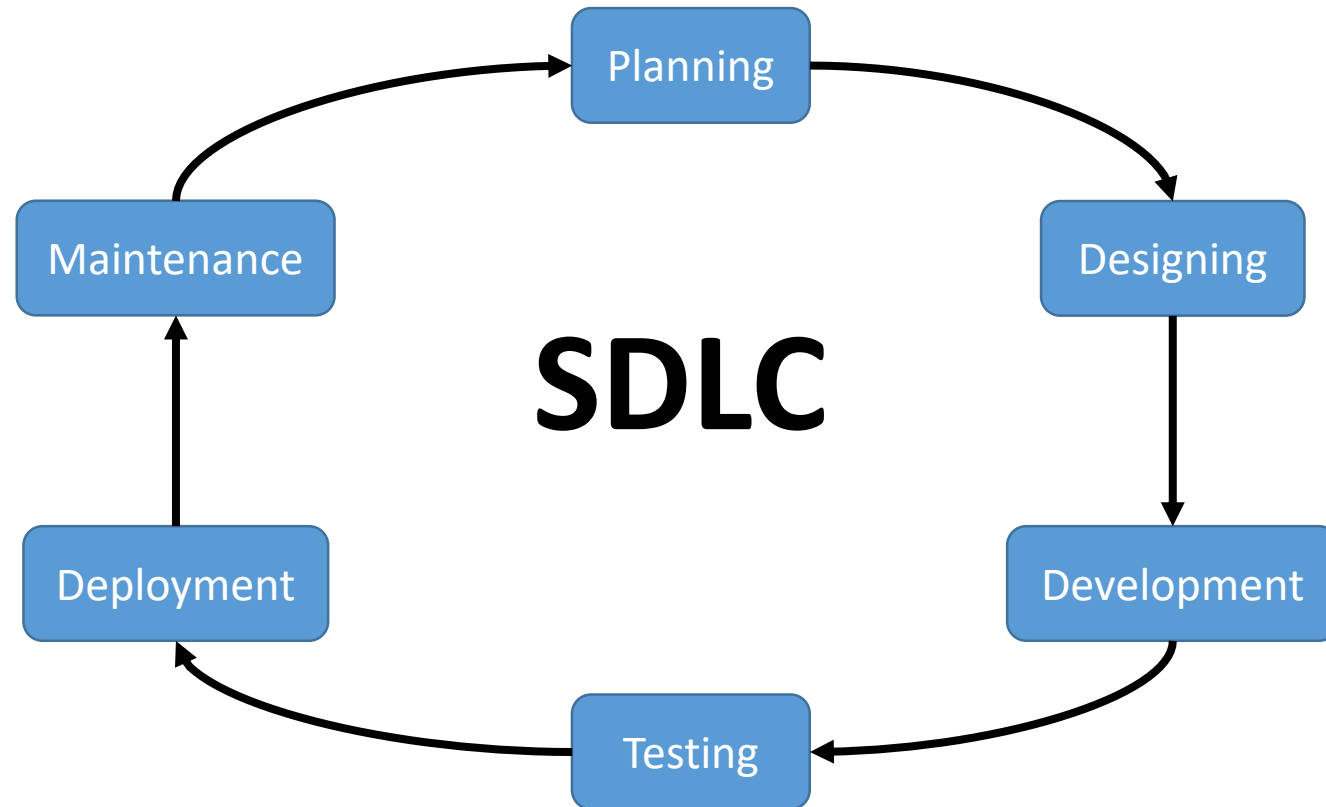 Planning
Maintenance
Designing
SDLC
Deployment
Development
Testing